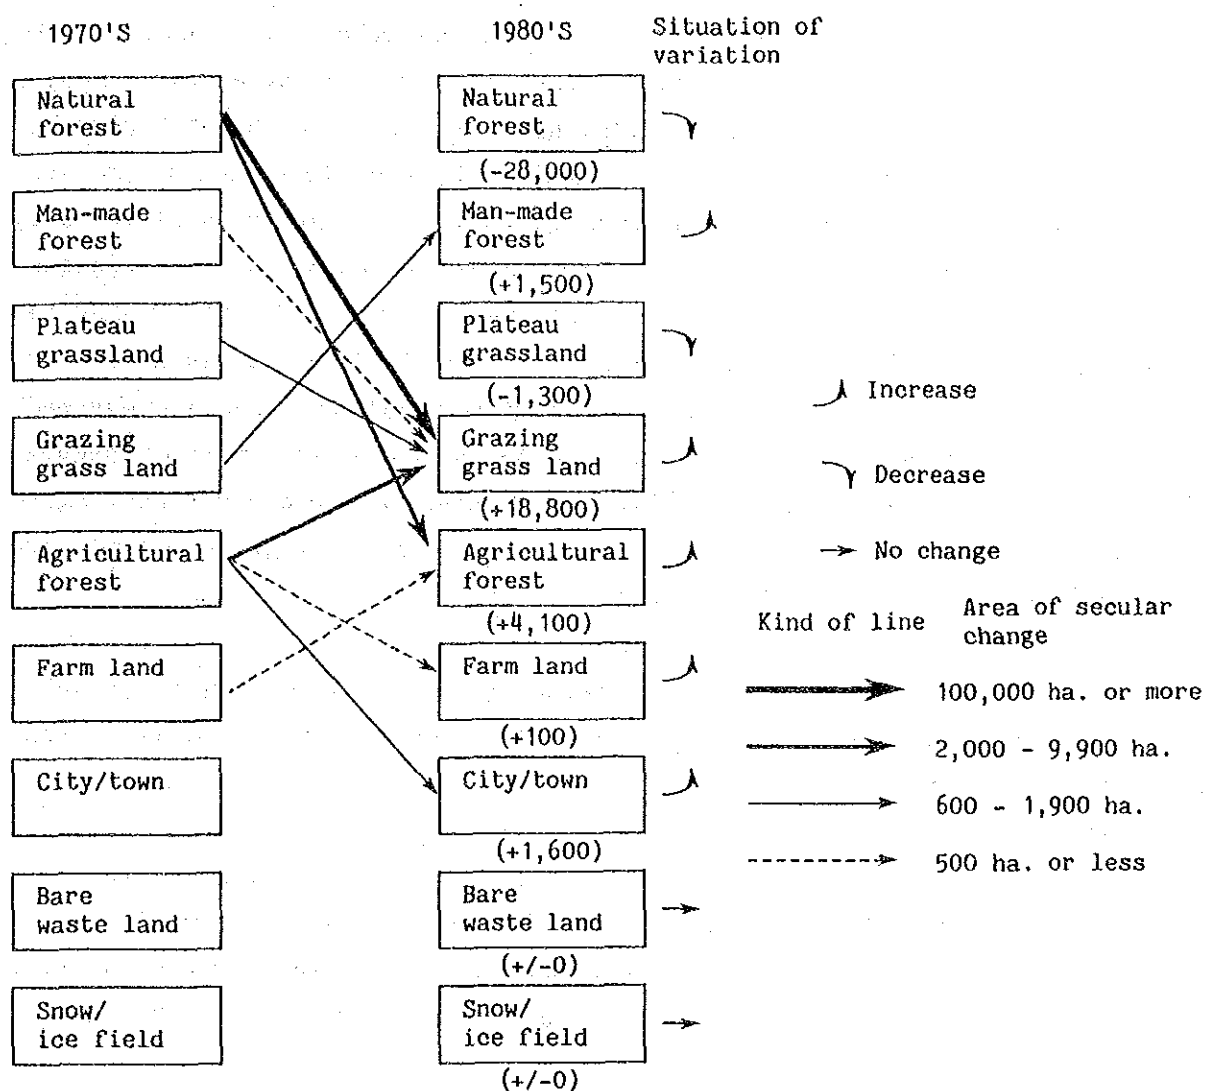 1970'S
1980'S
Situation of
variation
Natural
forest
Natural
forest
(-28,000)
Man-made
forest
Man-made
forest
(+1,500)
Plateau
grassland
Plateau
grassland
(-1,300)
Grazing
grass land
Grazing
grass land
(+18,800)
Agricultural
forest
Agricultural
forest
(+4,100)
Farm land
Farm land
(+100)
City/town
City/town
(+1,600)
Bare
waste land
Bare
waste land
(+/-0)
Snow/
ice field
Snow/
ice field
(+/-0)
Increase
Decrease
No change
Kind of line
Area of secular
change
100,000 ha. or more
2,000 - 9,900 ha.
600 - 1,900 ha.
500 ha. or less